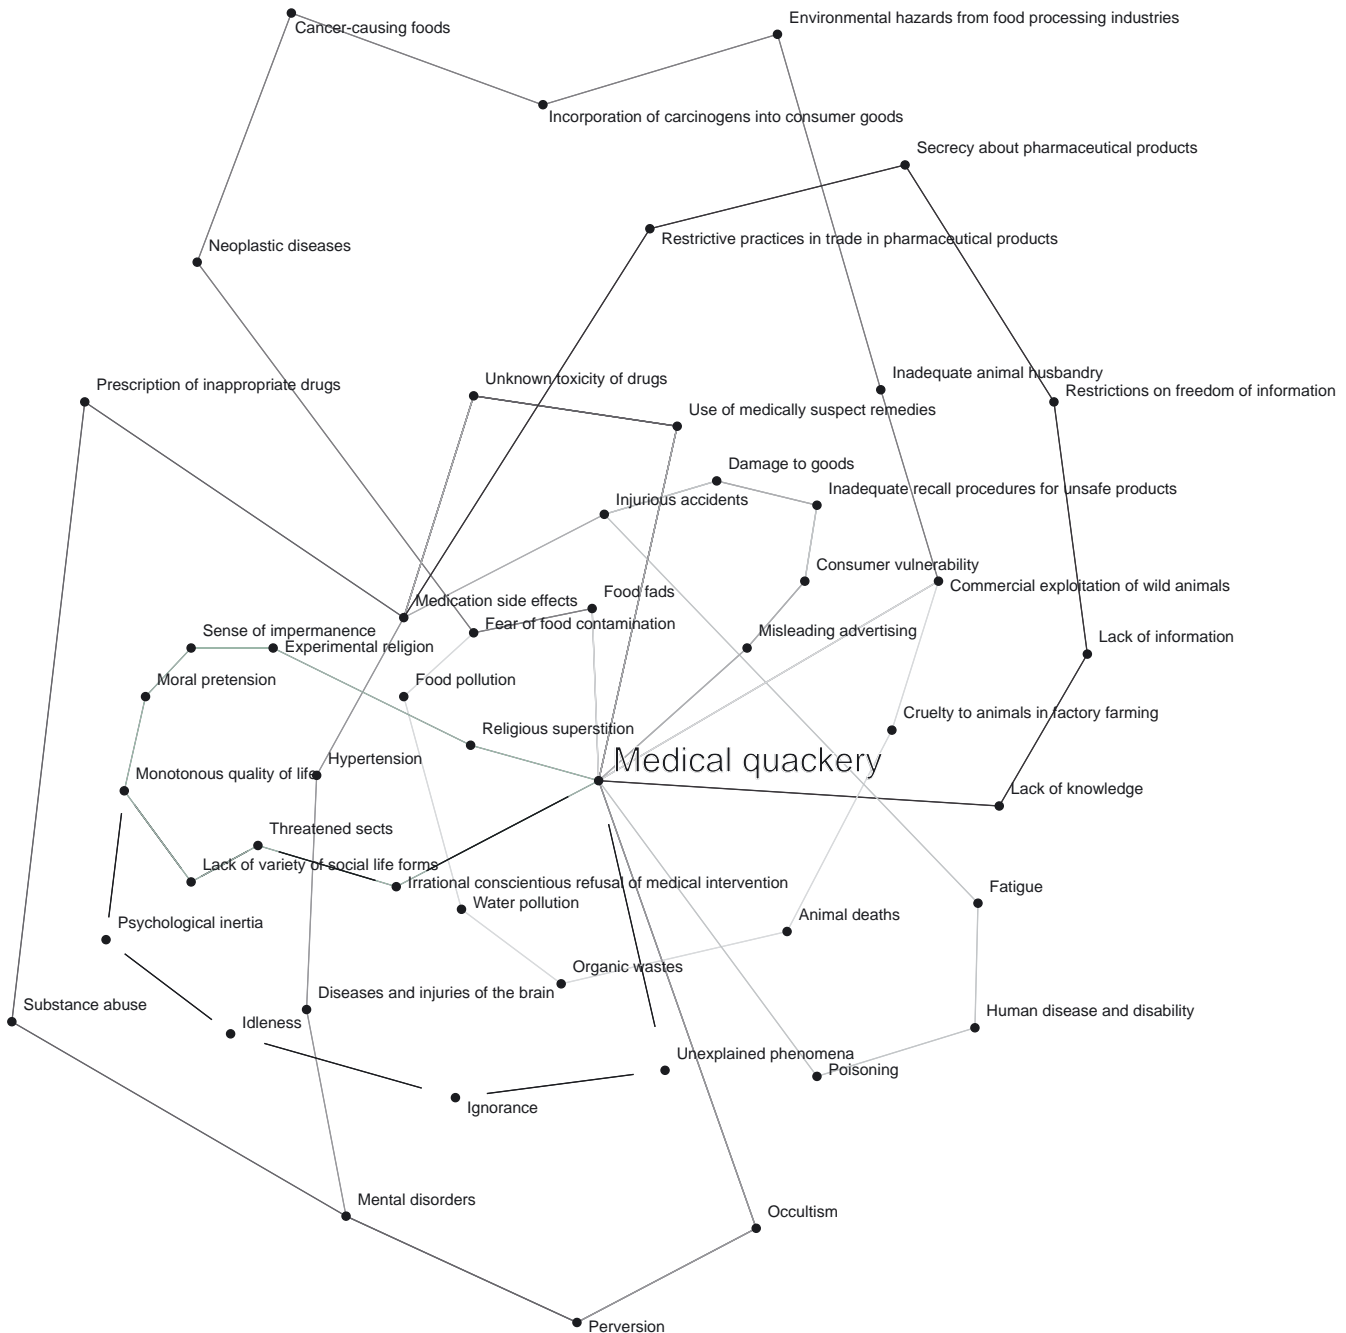 Environmental hazards from food processing industries
Cancer-causing foods
Incorporation of carcinogens into consumer goods
Secrecy about pharmaceutical products
Restrictive practices in trade in pharmaceutical products
Neoplastic diseases
Inadequate animal husbandry
Unknown toxicity of drugs
Prescription of inappropriate drugs
Restrictions on freedom of information
Use of medically suspect remedies
Damage to goods
Inadequate recall procedures for unsafe products
Injurious accidents
Consumer vulnerability
Commercial exploitation of wild animals
Food fads
Medication side effects
Fear of food contamination
Sense of impermanence
Misleading advertising
Lack of information
Experimental religion
Moral pretension
Food pollution
Cruelty to animals in factory farming
Religious superstition
Hypertension
Medical quackery
Monotonous quality of life
Lack of knowledge
Threatened sects
Lack of variety of social life forms
Irrational conscientious refusal of medical intervention
Fatigue
Water pollution
Animal deaths
Psychological inertia
Organic wastes
Diseases and injuries of the brain
Substance abuse
Human disease and disability
Idleness
Unexplained phenomena
Poisoning
Ignorance
Mental disorders
Occultism
Perversion